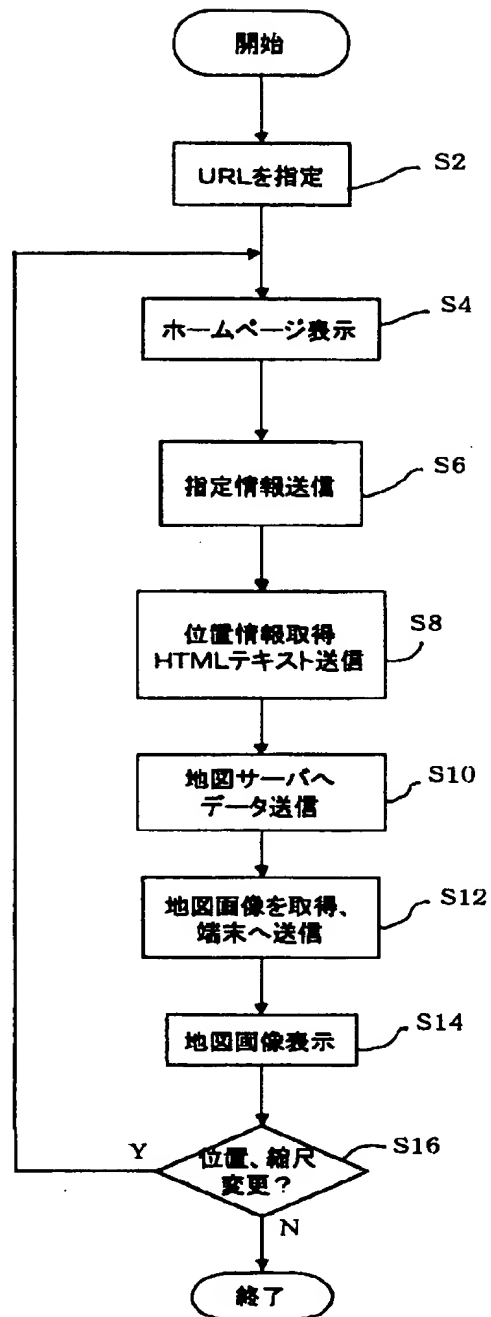 開始
URLを指定
S2
ホームページ表示
S4
指定情報送信
S6
位置情報取得
HTMLテキスト送信
S8
地図サーバへ
データ送信
S10
地図画像を取得、
端末へ送信
S12
地図画像表示
S14
位置、縮尺
変更？
S16
Y
N
終了